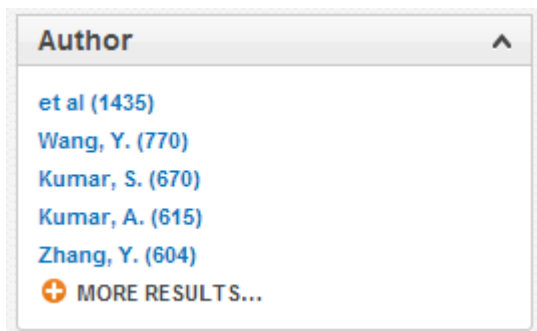 Author
et al (1435)
Wang, Y. (770)
Kumar, S. (670)
Kumar, A. (615)
Zhang, Y. (604)
MORE RESULTS...